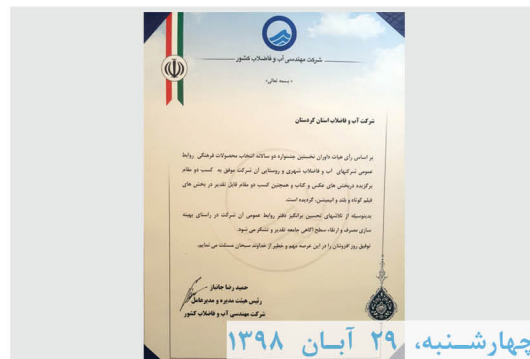 شرکت مهندسی آب و فاضلاب کشور
« بسمه تعالی»
شرکت آب و فاضلاب استان کردستان
بر اساس رأی هیات داوران نخستین جشنواره دو سالانه انتخاب محصولات فرهنگی روابط
عمومی شرکتهای آب و فاضلاب شهری و روستایی آن شرکت موفق به کسب دو مقام
برگزیده دربخش های عکس و کتاب و همچنین کسب دو مقام قابل تقدیر در بخش های
فیلم کوتاه و بلند و انیمیشن، گردیده است.
بدینوسیله از تلاشهای تحسین برانگیز دفتر روابط عمومی آن شرکت در راستای بهینه
سازی مصرف و ارتقاء سطح آگاهی جامعه تقدیر و تشکر می شود.
توفیق روز افزونتان را در این عرصه مهم و خطیر از خداوند سبحان مسئلت می نمایم.
حمید رضا جانباز
رئیس هیئت مدیره و مدیرعامل
شرکت مهندسی آب و فاضلاب کشور
چهارشنبه، ۲۹ آبان ۱۳۹۸